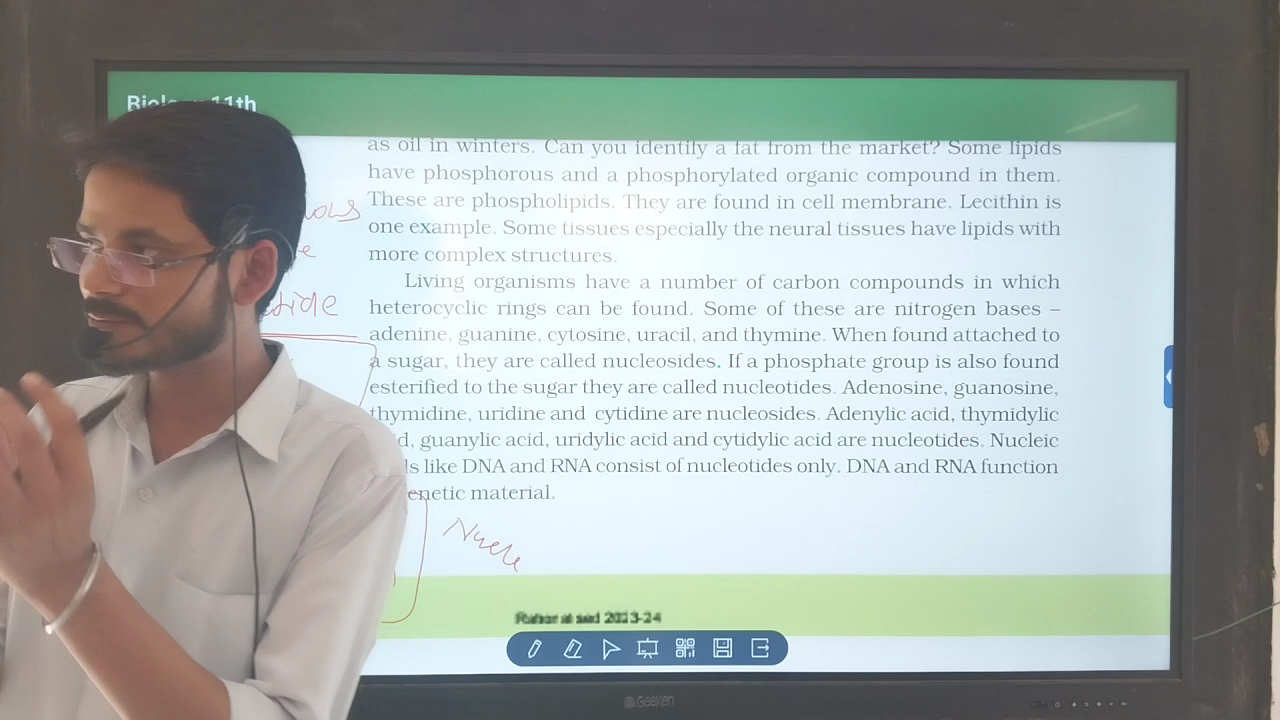 Biology 11th
as oil in winters. Can you identify a fat from the market? Some lipids
have phosphorous and a phosphorylated organic compound in them.
These are phospholipids. They are found in cell membrane. Lecithin is
one example. Some tissues especially the neural tissues have lipids with
more complex structures.
Living organisms have a number of carbon compounds in which
heterocyclic rings can be found. Some of these are nitrogen bases –
adenine, guanine, cytosine, uracil, and thymine. When found attached to
a sugar, they are called nucleosides. If a phosphate group is also found
esterified to the sugar they are called nucleotides. Adenosine, guanosine,
thymidine, uridine and cytidine are nucleosides. Adenylic acid, thymidylic
d, guanylic acid, uridylic acid and cytidylic acid are nucleotides. Nucleic
ls like DNA and RNA consist of nucleotides only. DNA and RNA function
enetic material.
Nucle
2023-24
Geeken